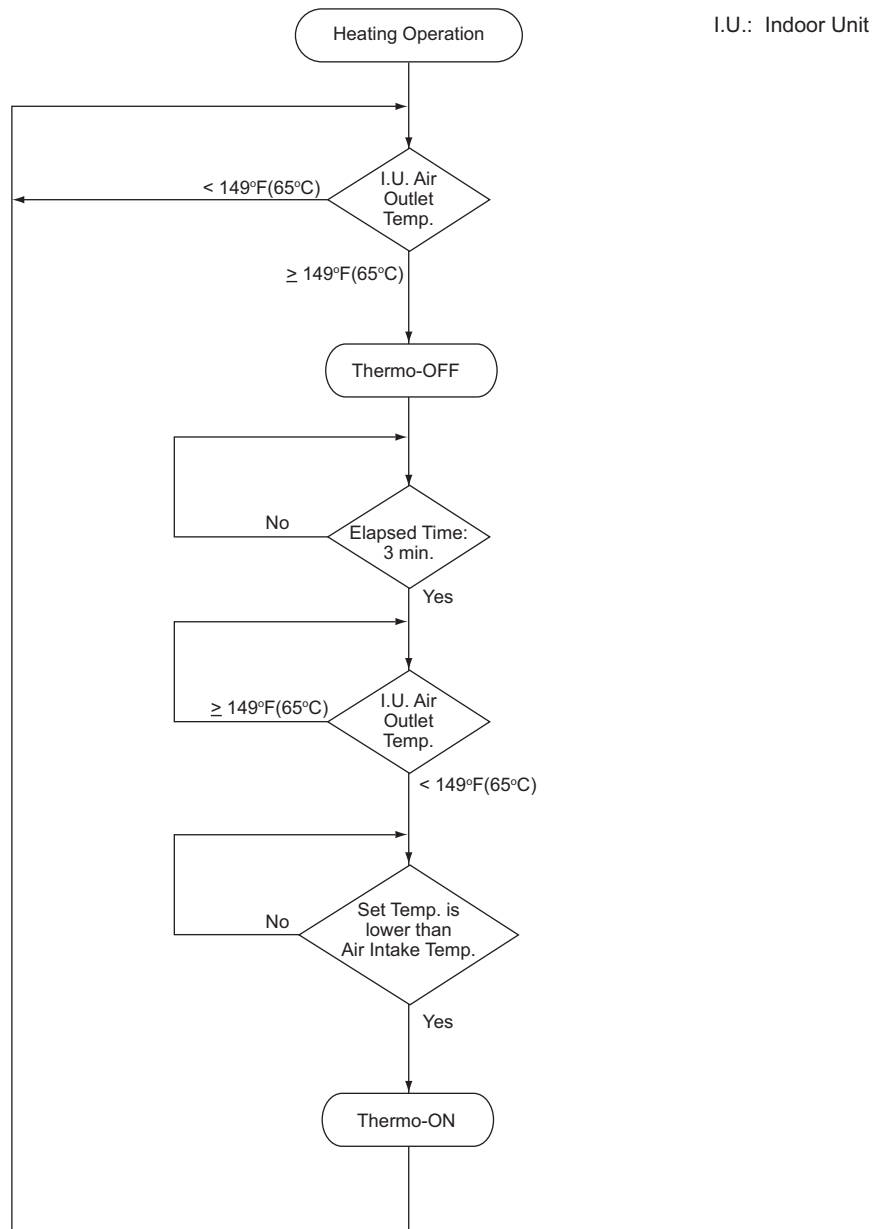 Heating Operation
I.U.: Indoor Unit
< 149°F(65°C)
I.U. Air
Outlet
Temp.
≥ 149°F(65°C)
Thermo-OFF
No
Elapsed Time:
3 min.
Yes
≥ 149°F(65°C)
I.U. Air
Outlet
Temp.
< 149°F(65°C)
No
Set Temp. is
lower than
Air Intake Temp.
Yes
Thermo-ON